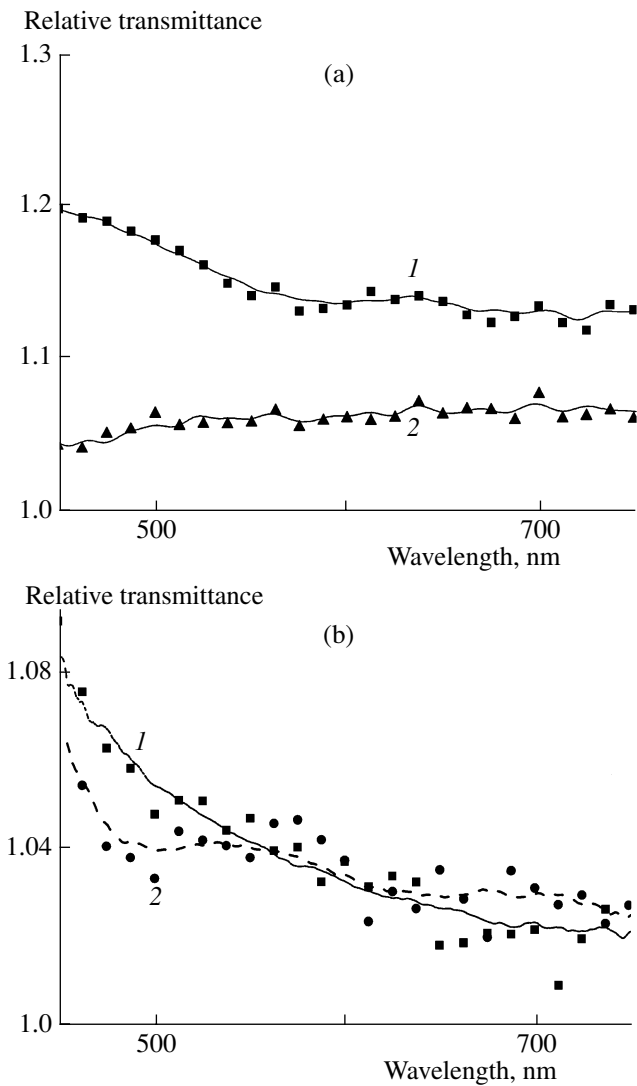 Relative transmittance
1.3
(a)
1.2
1
1.1
2
1.0
500
700
Wavelength, nm
Relative transmittance
(b)
1.08
1
1.04
2
1.0
500
700
Wavelength, nm